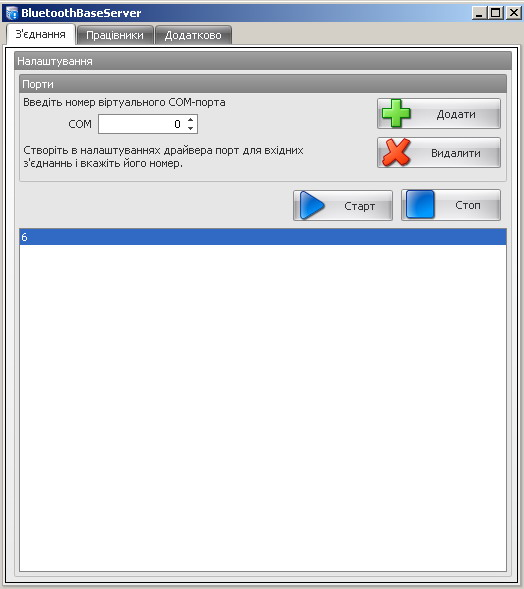 BluetoothBaseServer
З'єднання Працівники Додатково
Налаштування
Порти
Введіть номер віртуального COM-порта
COM 0
Додати
Створіть в налаштуваннях драйвера порт для вхідних
з'єднаннь і вкажіть його номер.
Видалити
Старт Стоп
6